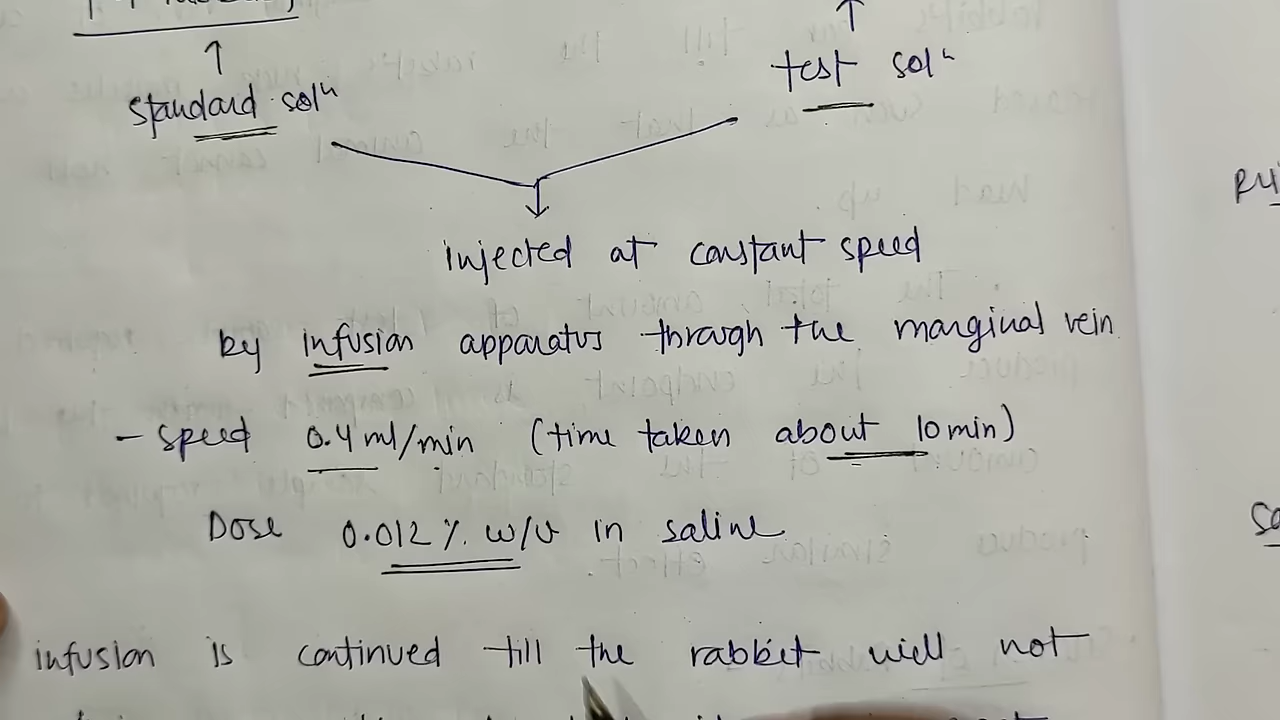 standard solⁿ
test solⁿ
injected at constant speed
by infusion apparatus through the marginal vein
- speed 0.4 ml/min (time taken about 10 min)
Dose 0.012 % w/v in saline
infusion is continued till the rabbit will not